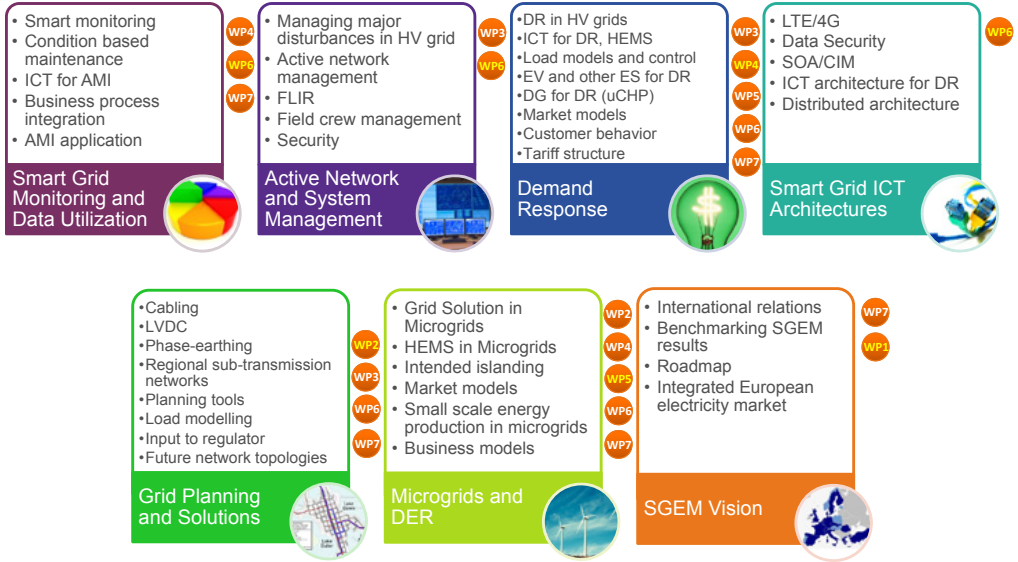 • Smart monitoring
• Condition based
maintenance
• ICT for AMI
• Business process
integration
• AMI application
WP4
WP6
WP7
Smart Grid
Monitoring and
Data Utilization
• Managing major
disturbances in HV grid
• Active network
management
• FLIR
• Field crew management
• Security
WP3
WP6
Active Network
and System
Management
•DR in HV grids
•ICT for DR, HEMS
•Load models and control
•EV and other ES for DR
•DG for DR (uCHP)
•Market models
•Customer behavior
•Tariff structure
WP3
WP4
WP5
WP6
WP7
Demand
Response
• LTE/4G
• Data Security
• SOA/CIM
• ICT architecture for DR
• Distributed architecture
WP6
Smart Grid ICT
Architectures
•Cabling
•LVDC
•Phase-earthing
•Regional sub-transmission
networks
•Planning tools
•Load modelling
•Input to regulator
•Future network topologies
WP2
WP3
WP6
WP7
Grid Planning
and Solutions
• Grid Solution in
Microgrids
• HEMS in Microgrids
• Intended islanding
• Market models
• Small scale energy
production in microgrids
• Business models
WP2
WP4
WP5
WP6
WP7
Microgrids and
DER
• International relations
• Benchmarking SGEM
results
• Roadmap
• Integrated European
electricity market
WP7
WP1
SGEM Vision